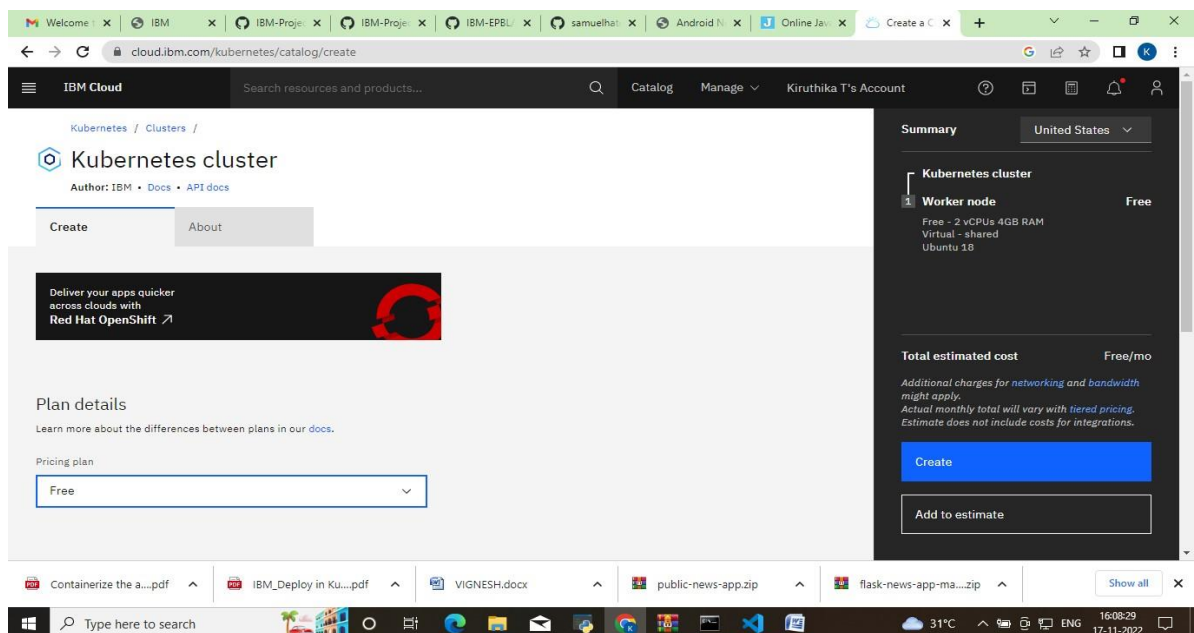 Welcome
IBM
IBM-Projec
IBM-Projec
IBM-EPBL/
samuelhat
Android N
Online Jav
Create a C
cloud.ibm.com/kubernetes/catalog/create
K
IBM Cloud
Search resources and products...
Catalog
Manage
Kiruthika T's Account
Kubernetes / Clusters /
Kubernetes cluster
Author: IBM • Docs • API docs
Create
About
Deliver your apps quicker
across clouds with
Red Hat OpenShift
Plan details
Learn more about the differences between plans in our docs.
Pricing plan
Free
Summary
United States
Kubernetes cluster
1 Worker node Free
Free - 2 vCPUs 4GB RAM
Virtual - shared
Ubuntu 18
Total estimated cost Free/mo
Additional charges for networking and bandwidth
might apply.
Actual monthly total will vary with tiered pricing.
Estimate does not include costs for integrations.
Create
Add to estimate
Containerize the a....pdf
IBM_Deploy in Ku....pdf
VIGNESH.docx
public-news-app.zip
flask-news-app-ma....zip
Show all
Type here to search
31°C
ENG
16:08:29
17-11-2022